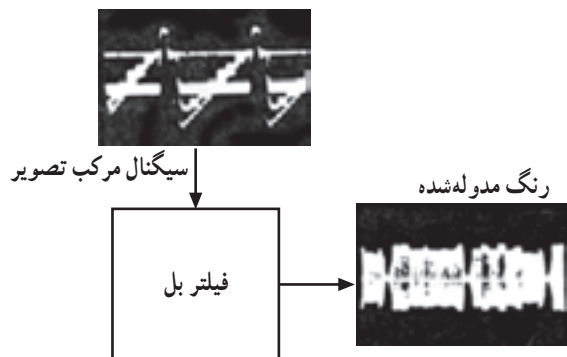 سیگنال مرکب تصویر
رنگ مدوله‌شده
فیلتر بل